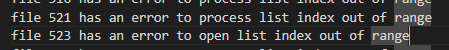 file 518 has an error to process list index out of range
file 521 has an error to process list index out of range
file 523 has an error to open list index out of range